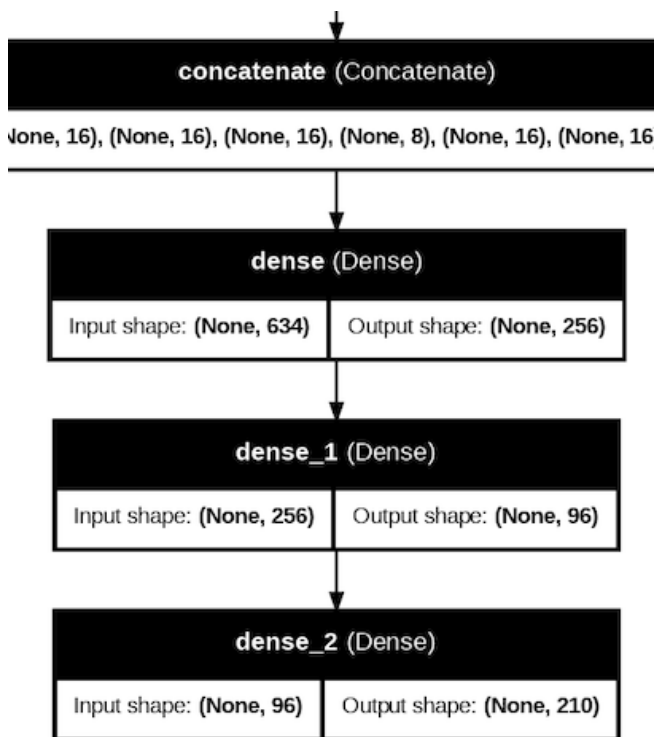 concatenate (Concatenate)
None, 16), (None, 16), (None, 16), (None, 8), (None, 16), (None, 16
dense (Dense)
Input shape: (None, 634) Output shape: (None, 256)
dense_1 (Dense)
Input shape: (None, 256) Output shape: (None, 96)
dense_2 (Dense)
Input shape: (None, 96) Output shape: (None, 210)